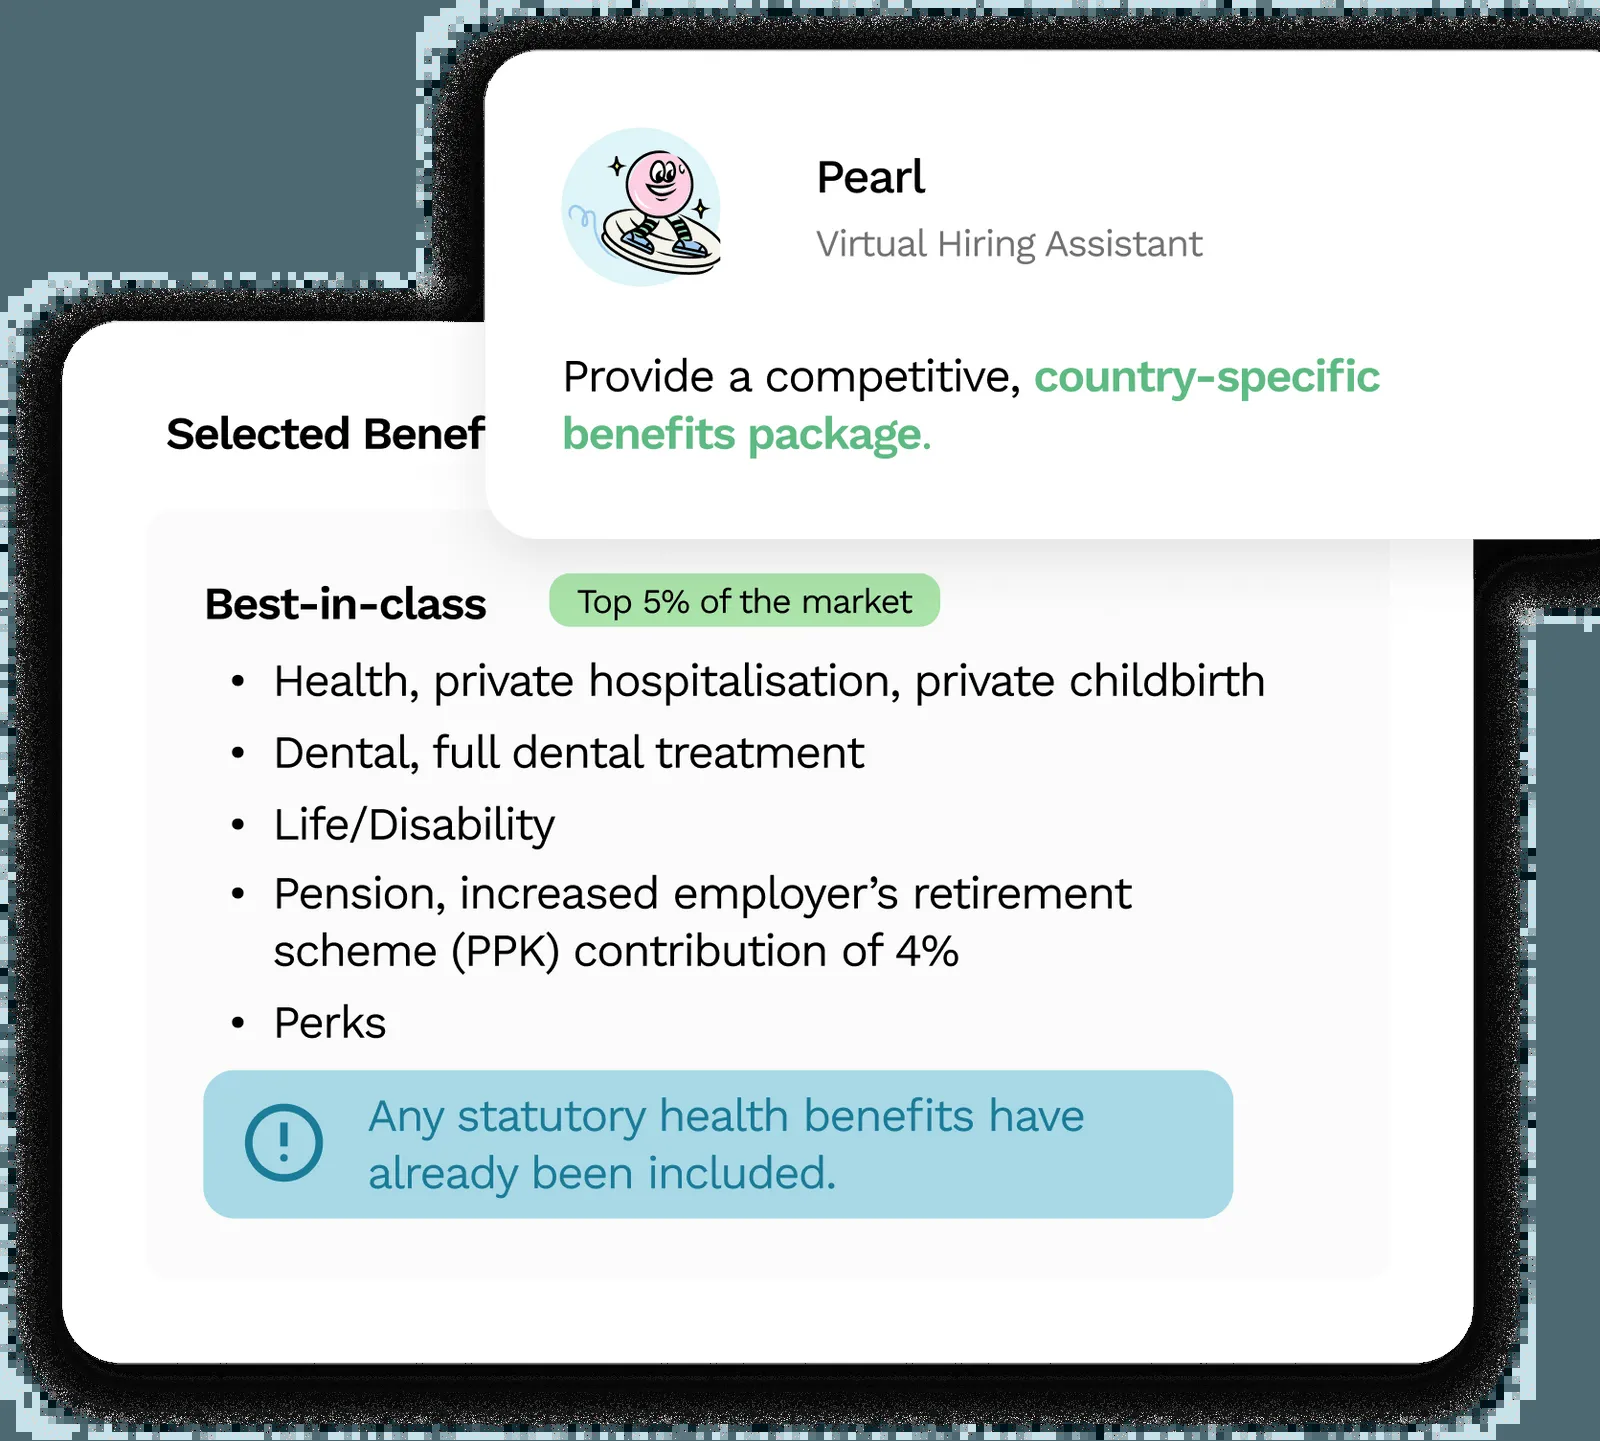 Pearl
Virtual Hiring Assistant
Provide a competitive, country-specific
benefits package.
Selected Benef
Best-in-class
Top 5% of the market
• Health, private hospitalisation, private childbirth
• Dental, full dental treatment
• Life/Disability
• Pension, increased employer’s retirement
scheme (PPK) contribution of 4%
• Perks
Any statutory health benefits have
already been included.